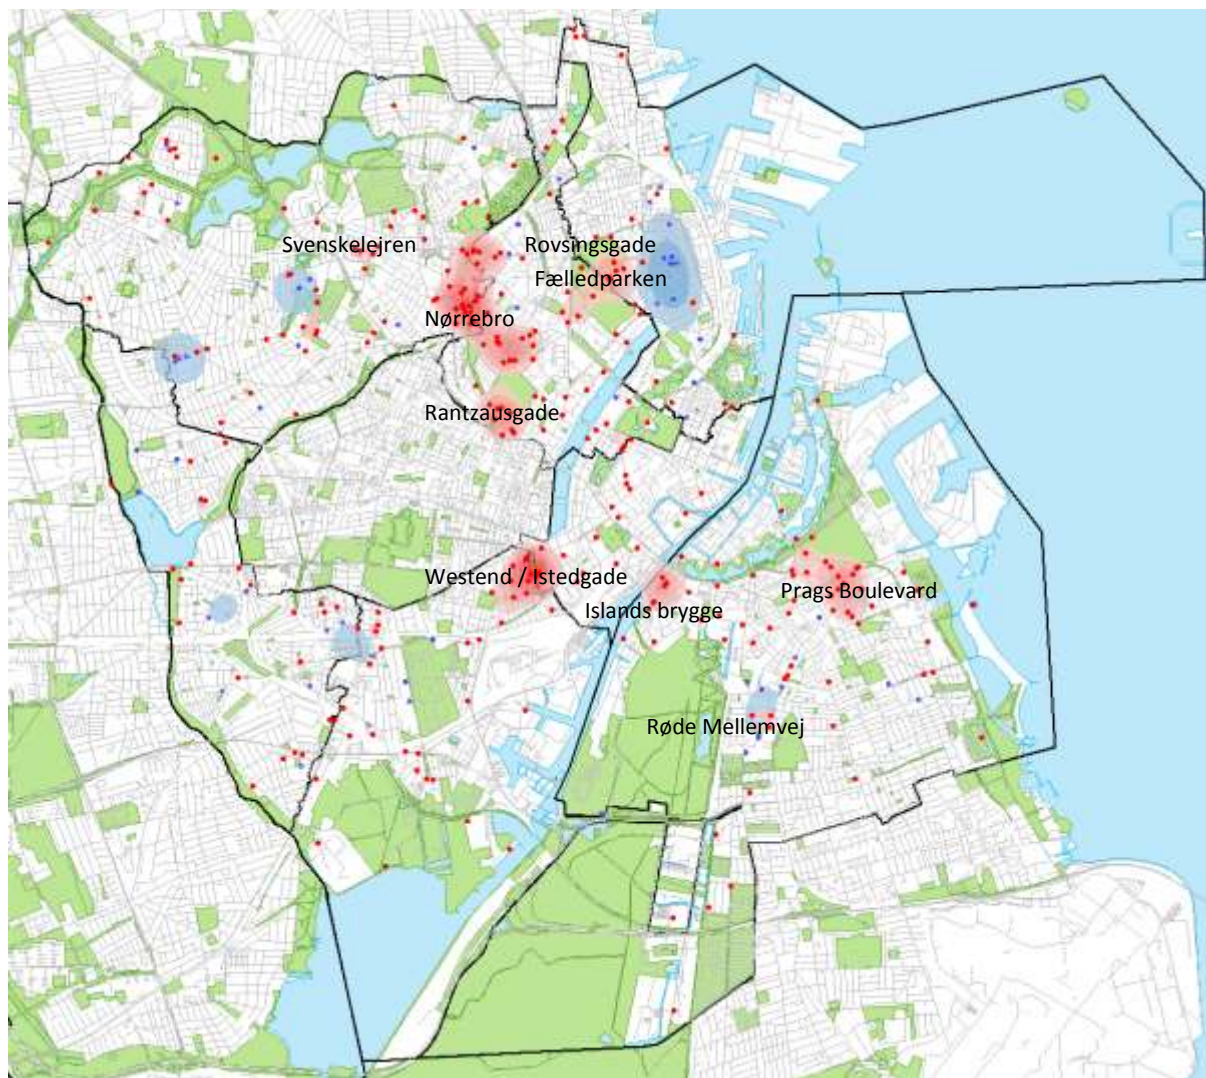 Svenskelejren
Rovsingsgade
Fælledparken
Nørrebro
Rantzausgade
Westend / Istedgade
Islands brygge
Prags Boulevard
Røde Mellemvej